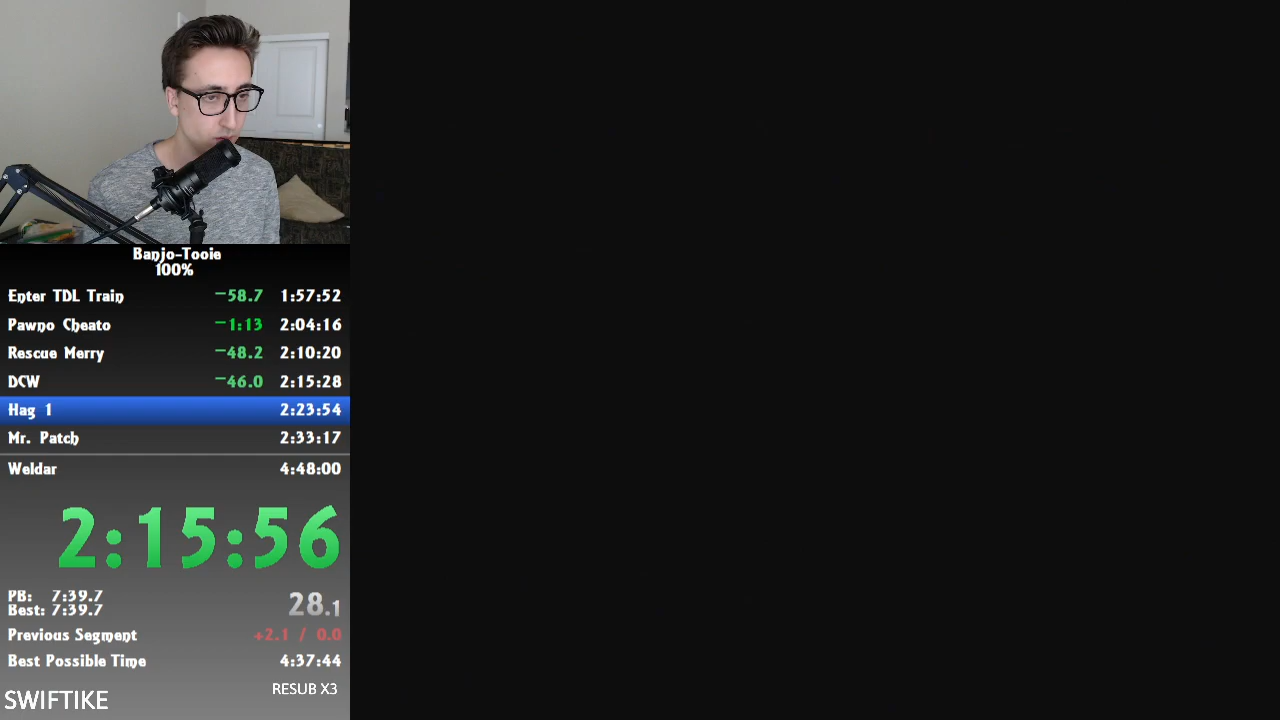 Banjo-Tooie
100%
Enter TDL Train −58.7 1:57:52
Pawno Cheato −1:13 2:04:16
Rescue Merry −48.2 2:10:20
DCW −46.0 2:15:28
Hag 1 2:23:54
Mr. Patch 2:33:17
Weldar 4:48:00
2:15:56
PB: 7:39.7
Best: 7:39.7
28.1
Previous Segment +2.1 / 0.0
Best Possible Time 4:37:44
SWIFTIKE
RESUB X3